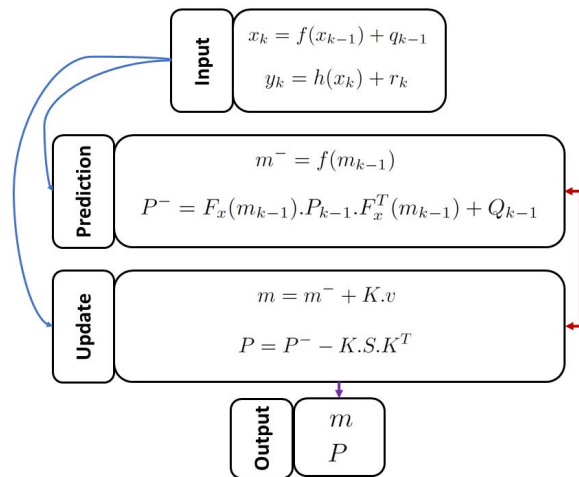 Input
x_k = f(x_{k-1}) + q_{k-1}
y_k = h(x_k) + r_k
Prediction
m^- = f(m_{k-1})
P^- = F_x(m_{k-1}).P_{k-1}.F_x^T(m_{k-1}) + Q_{k-1}
Update
m = m^- + K.v
P = P^- - K.S.K^T
Output
m
P